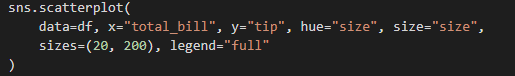 sns.scatterplot(
    data=df, x="total_bill", y="tip", hue="size", size="size",
    sizes=(20, 200), legend="full"
)